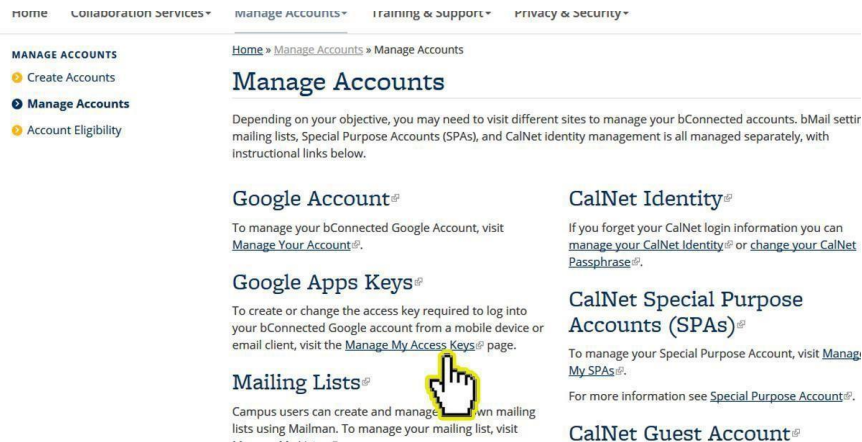 Home Collaboration Services Manage Accounts Training & Support Privacy & Security
MANAGE ACCOUNTS
Create Accounts
Manage Accounts
Account Eligibility
Home » Manage Accounts » Manage Accounts
Manage Accounts
Depending on your objective, you may need to visit different sites to manage your bConnected accounts. bMail
mailing lists, Special Purpose Accounts (SPAs), and CalNet identity management is all managed separately, with
instructional links below.
Google Account
To manage your bConnected Google Account, visit
Manage Your Account.
Google Apps Keys
To create or change the access key required to log into
your bConnected Google account from a mobile device or
email client, visit the Manage My Access Keys page.
Mailing Lists
Campus users can create and manage own mailing
lists using Mailman. To manage your mailing list, visit
CalNet Identity
If you forget your CalNet login information you can
manage your CalNet Identity or change your CalNet
Passphrase.
CalNet Special Purpose
Accounts (SPAs)
To manage your Special Purpose Account, visit Manage
My SPAs.
For more information see Special Purpose Account.
CalNet Guest Account